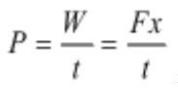 P = W/t = Fx/t